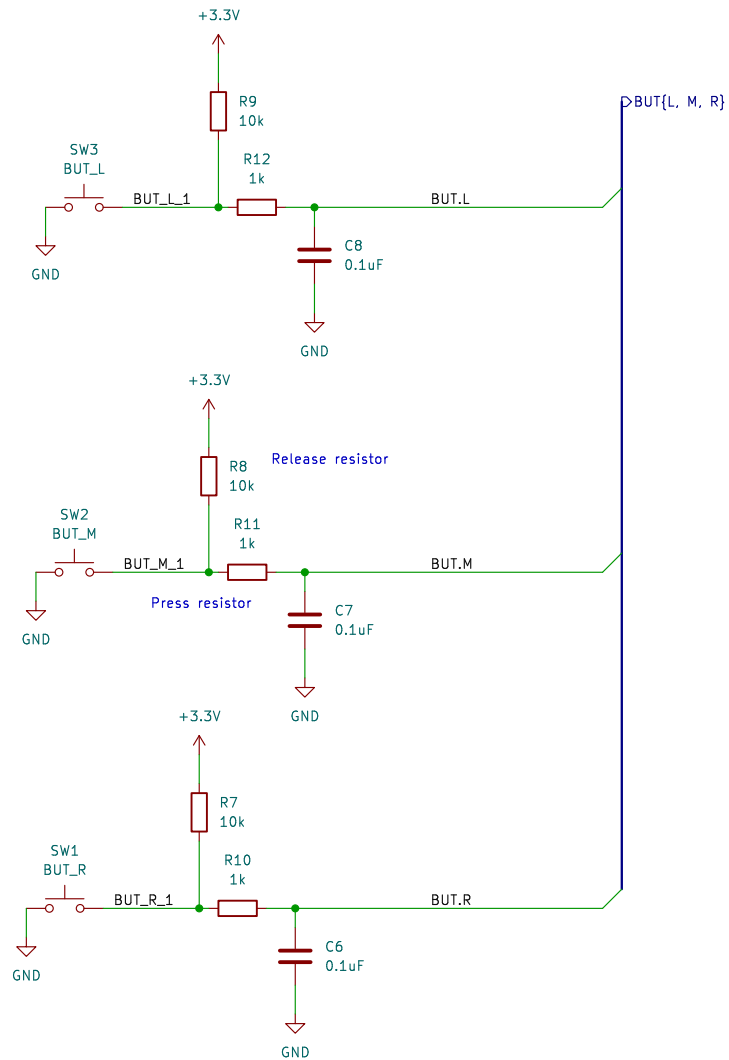 +3.3V
R9
10k
BUT{L, M, R}
SW3
BUT_L
R12
1k
BUT_L_1
BUT.L
C8
0.1uF
GND
GND
+3.3V
R8
10k
Release resistor
SW2
BUT_M
R11
1k
BUT_M_1
BUT.M
Press resistor
C7
0.1uF
GND
GND
+3.3V
R7
10k
SW1
BUT_R
R10
1k
BUT_R_1
BUT.R
C6
0.1uF
GND
GND